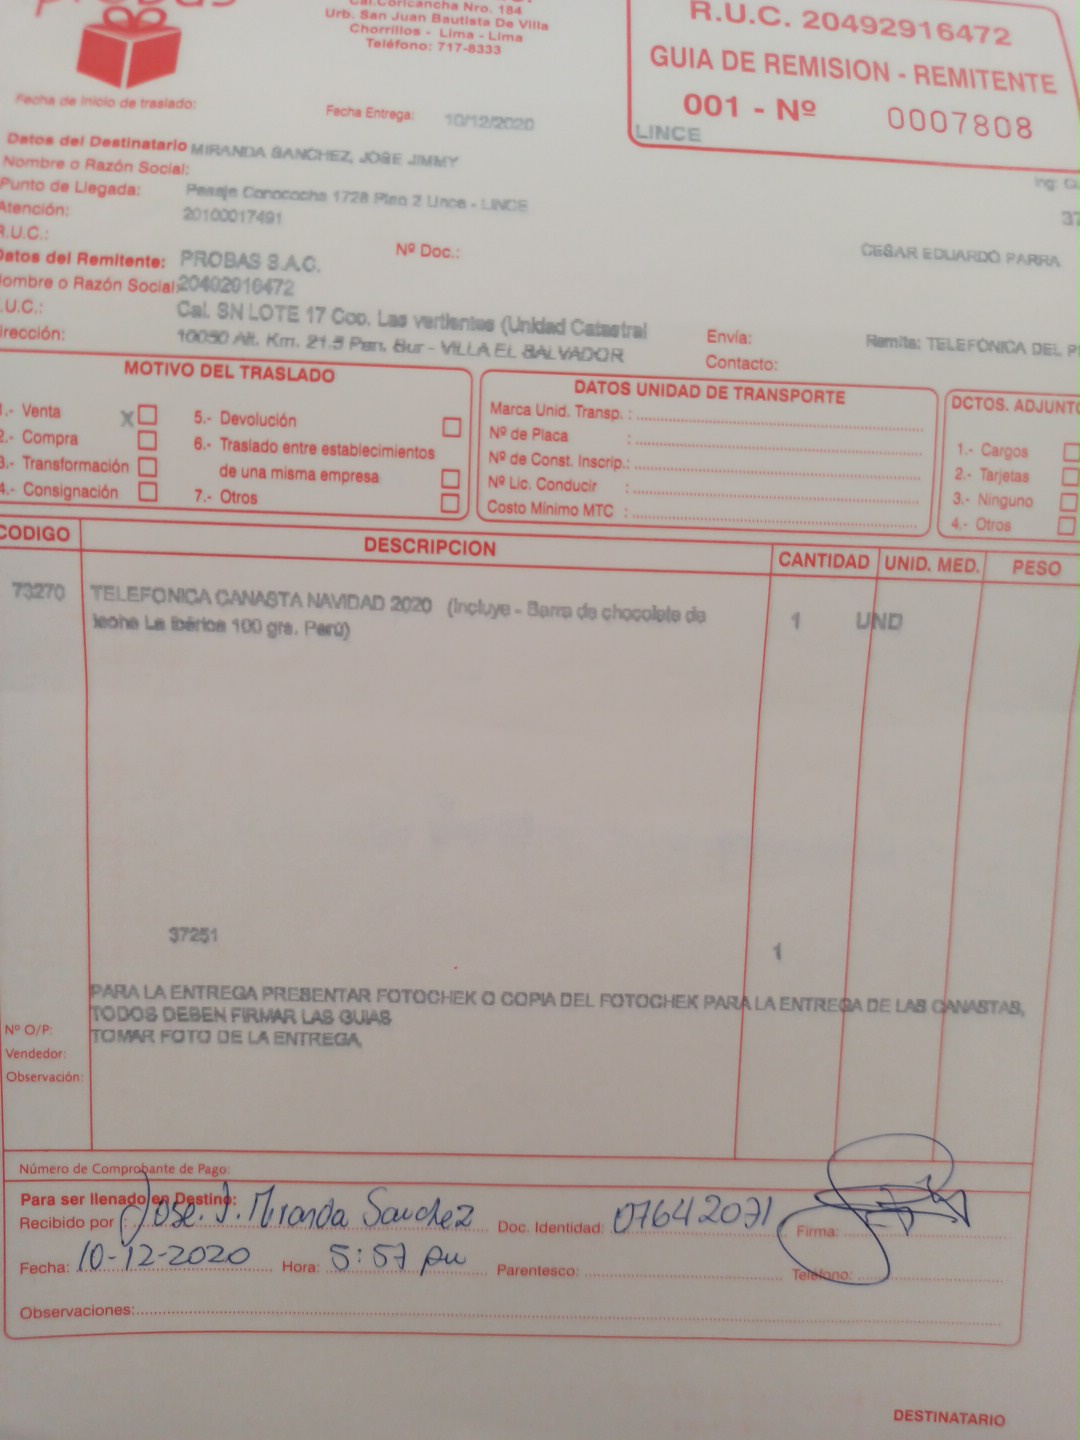 Cal.Coricancha Nro. 184
Urb. San Juan Bautista De Villa
Chorrillos - Lima - Lima
Teléfono: 717-8333
R.U.C. 20492916472
GUIA DE REMISION - REMITENTE
001 - Nº 0007808
LINCE
Fecha de Inicio de traslado:
Fecha Entrega: 10/12/2020
Datos del Destinatario MIRANDA SANCHEZ, JOSE JIMMY
Nombre o Razón Social:
Punto de Llegada: Pasaje Conococha 1728 Piso 2 Lince - LINCE
Atención: 20100017491
R.U.C.:
Nº Doc.:
CESAR EDUARDO PARRA
Datos del Remitente: PROBAS S.A.C.
Nombre o Razón Social: 20492916472
R.U.C.: Cal. SN LOTE 17 Coo. Las vertientes (Unidad Catastral
Dirección: 10050 Alt. Km. 21.5 Pan. Sur - VILLA EL SALVADOR
Envía: Remite: TELEFONICA DEL
Contacto:
MOTIVO DEL TRASLADO
1.- Venta X
2.- Compra
3.- Transformación
4.- Consignación
5.- Devolución
6.- Traslado entre establecimientos
de una misma empresa
7.- Otros
DATOS UNIDAD DE TRANSPORTE
Marca Unid. Transp. :
Nº de Placa :
Nº de Const. Inscrip.:
Nº Lic. Conducir :
Costo Mínimo MTC :
DCTOS. ADJUNTO
1.- Cargos
2.- Tarjetas
3.- Ninguno
4.- Otros
CODIGO DESCRIPCION CANTIDAD UNID. MED. PESO
73270 TELEFONICA CANASTA NAVIDAD 2020 (Incluye - Barra de chocolate de 1 UND
leche La Ibérica 100 grs. Perú)
37251 1
PARA LA ENTREGA PRESENTAR FOTOCHEK O COPIA DEL FOTOCHEK PARA LA ENTREGA DE LAS CANASTAS,
TODOS DEBEN FIRMAR LAS GUIAS
TOMAR FOTO DE LA ENTREGA,
Nº O/P:
Vendedor:
Observación:
Número de Comprobante de Pago:
Para ser llenado en Destino:
Recibido por : Jose. J. Miranda Sanchez Doc. Identidad: 07642071 Firma:
Fecha: 10-12-2020 Hora: 5:57 pm Parentesco: Teléfono:
Observaciones:
DESTINATARIO